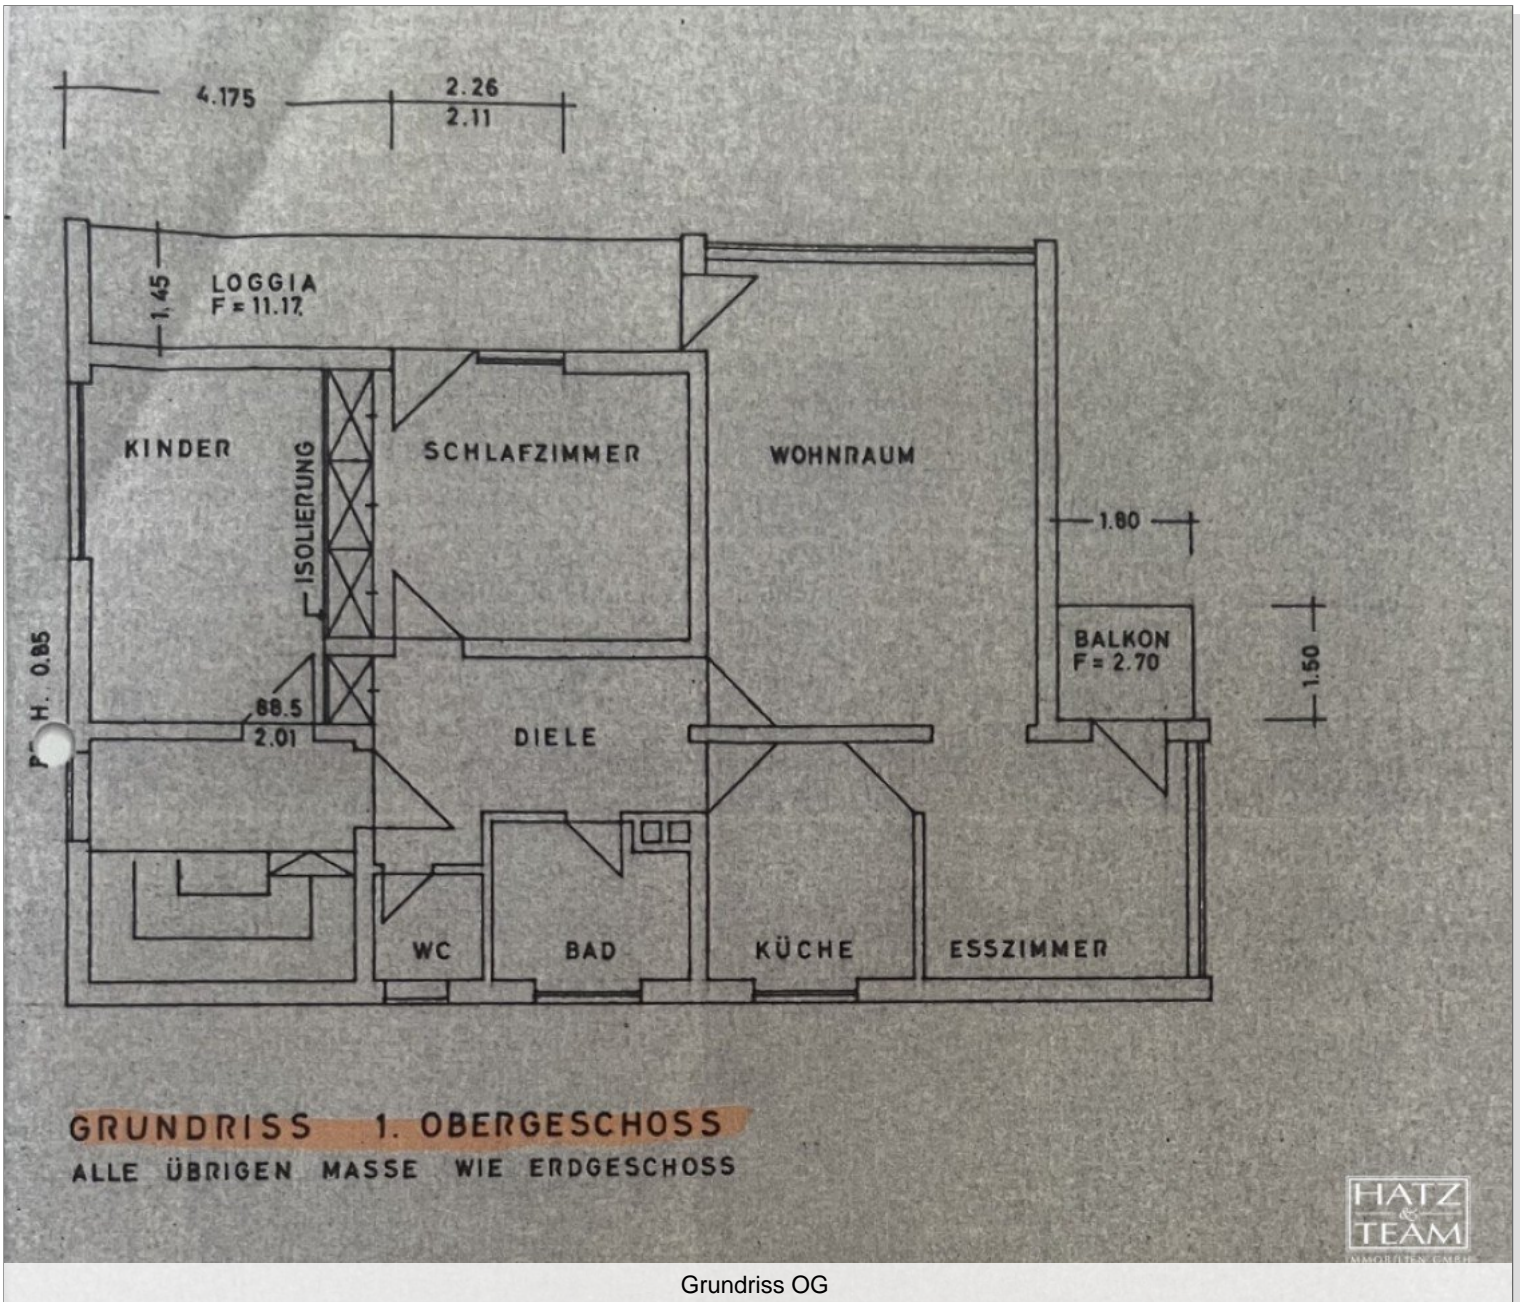 4.175
2.26
2.11
1.45
LOGGIA
F = 11.17
KINDER
ISOLIERUNG
SCHLAFZIMMER
WOHNRAUM
1.80
BALKON
F = 2.70
1.50
H. 0.85
88.5
2.01
DIELE
WC
BAD
KÜCHE
ESSZIMMER
GRUNDRISS 1. OBERGESCHOSS
ALLE ÜBRIGEN MASSE WIE ERDGESCHOSS
HATZ
&
TEAM
IMMOBILIEN GMBH
Grundriss OG